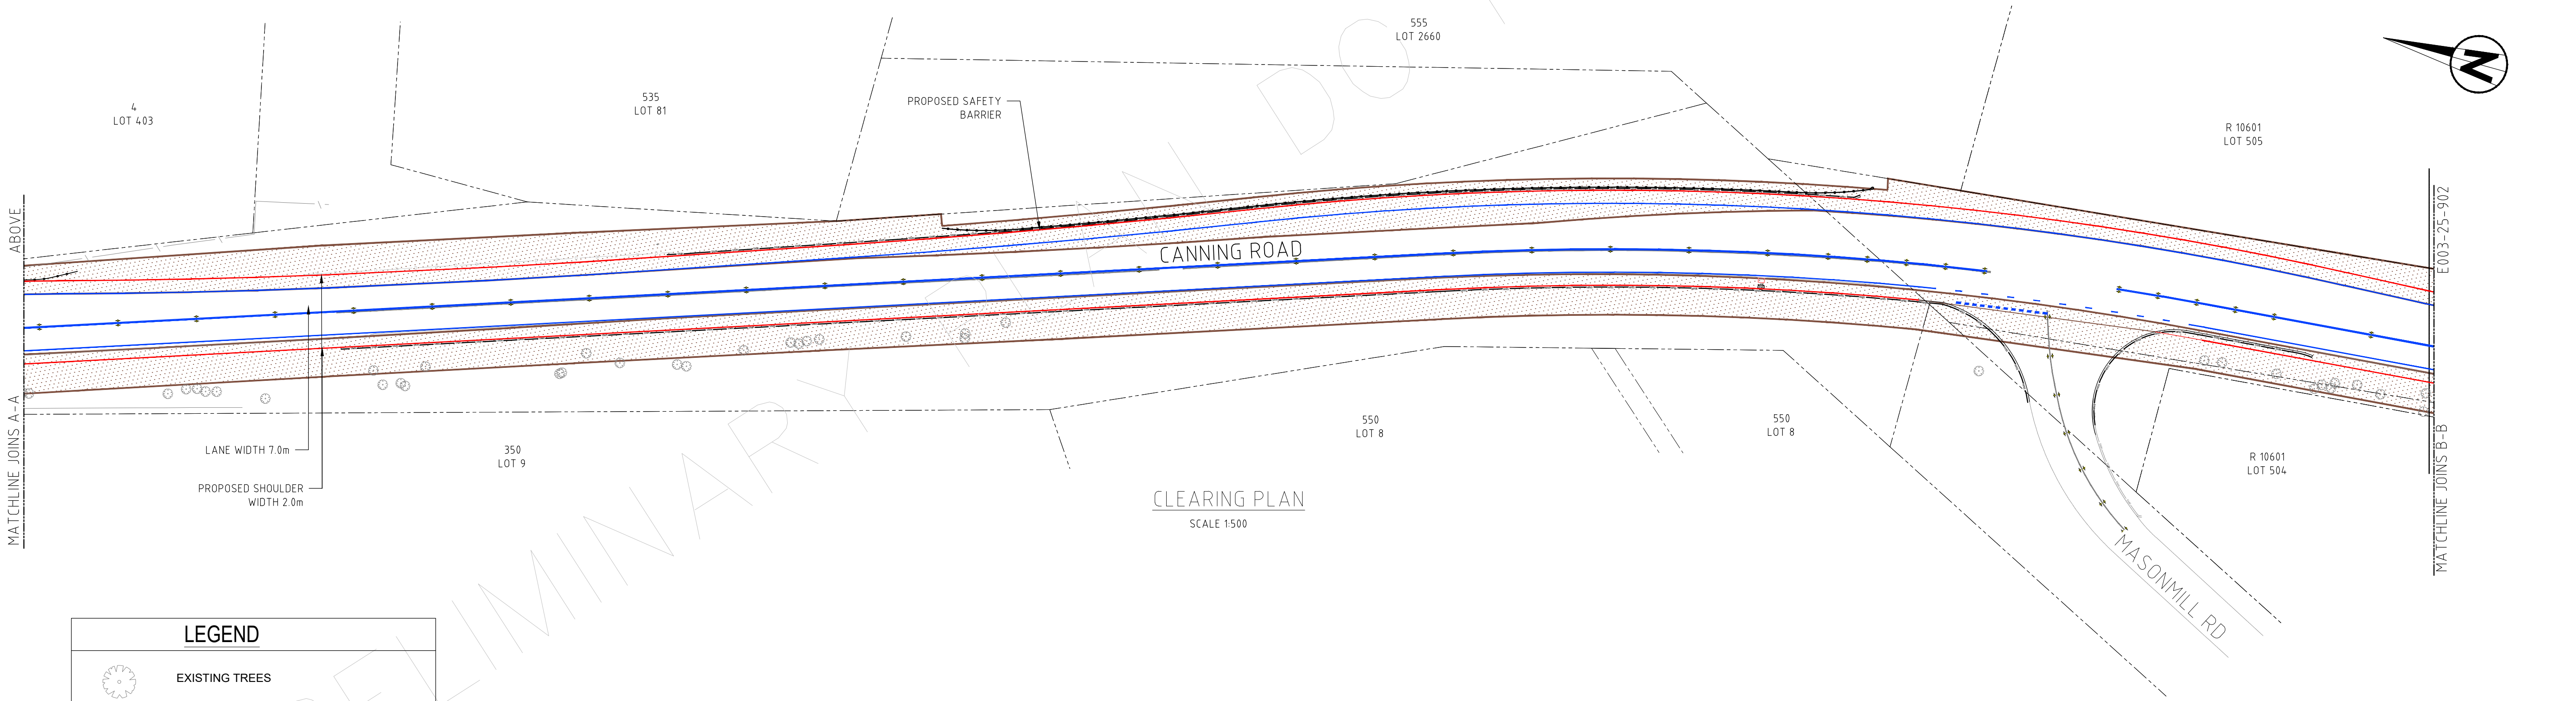 555
LOT 2660
N
4
LOT 403
535
LOT 81
PROPOSED SAFETY
BARRIER
R 10601
LOT 505
MATCHLINE JOINS A-A ABOVE
CANNING ROAD
E003-25-902
MATCHLINE JOINS B-B
LANE WIDTH 7.0m
350
LOT 9
550
LOT 8
550
LOT 8
R 10601
LOT 504
PROPOSED SHOULDER
WIDTH 2.0m
CLEARING PLAN
SCALE 1:500
MASONMILL RD
LEGEND
EXISTING TREES